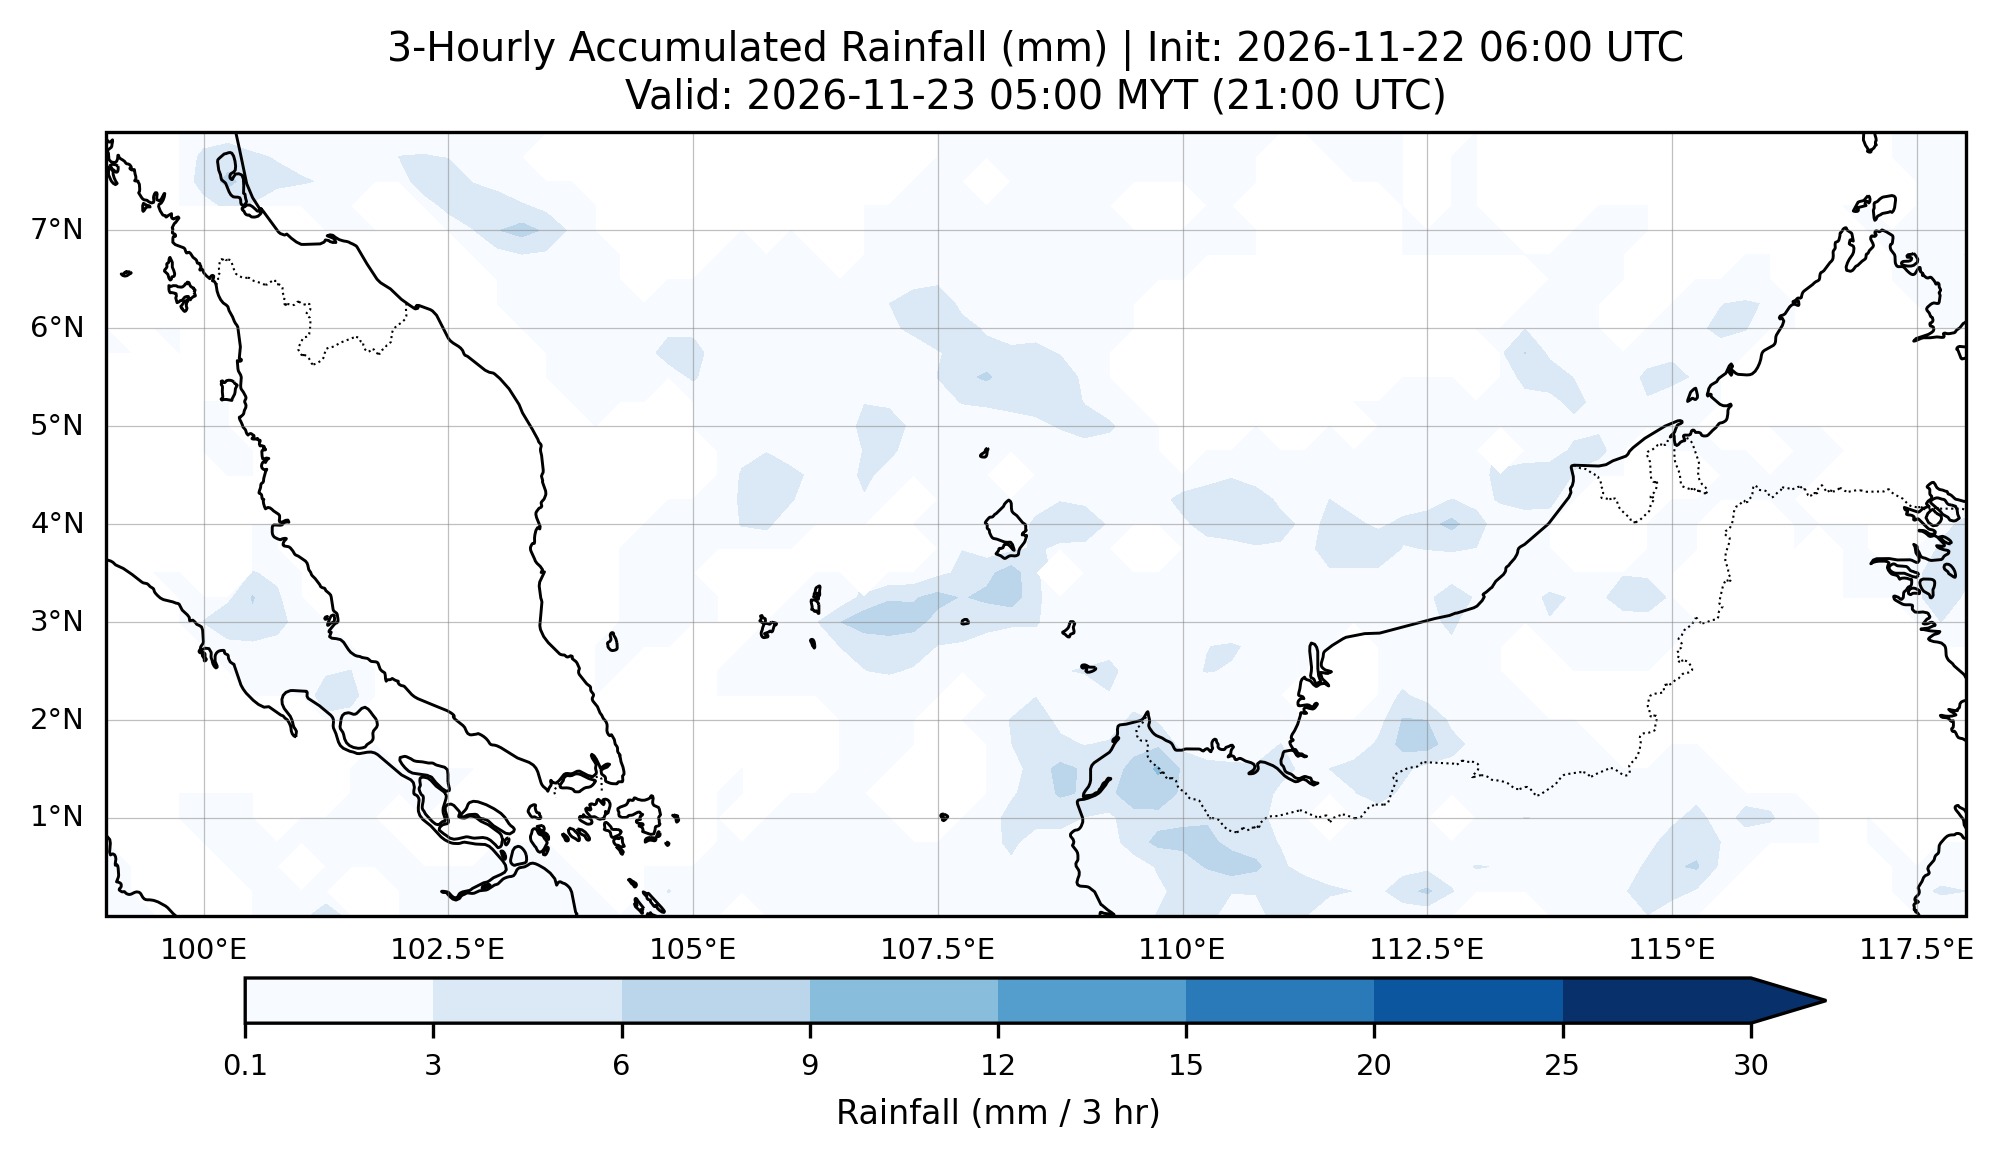 3-Hourly Accumulated Rainfall (mm) | Init: 2026-11-22 06:00 UTC
Valid: 2026-11-23 05:00 MYT (21:00 UTC)
7°N
6°N
5°N
4°N
3°N
2°N
1°N
100°E 102.5°E 105°E 107.5°E 110°E 112.5°E 115°E 117.5°E
0.1 3 6 9 12 15 20 25 30
Rainfall (mm / 3 hr)